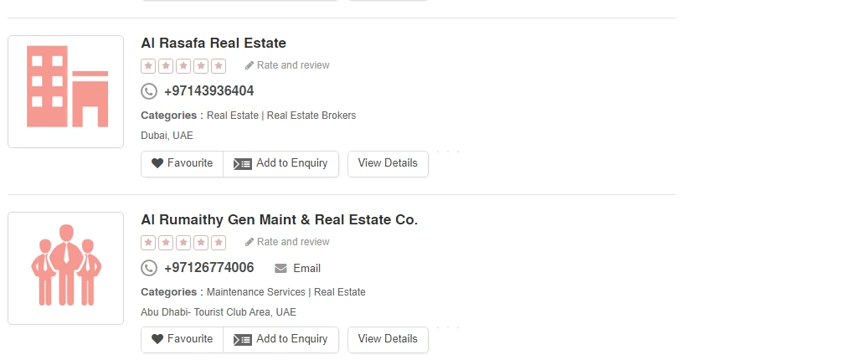 Al Rasafa Real Estate
Rate and review
+97143936404
Categories : Real Estate | Real Estate Brokers
Dubai, UAE
Favourite Add to Enquiry View Details
Al Rumaithy Gen Maint & Real Estate Co.
Rate and review
+97126774006 Email
Categories : Maintenance Services | Real Estate
Abu Dhabi- Tourist Club Area, UAE
Favourite Add to Enquiry View Details